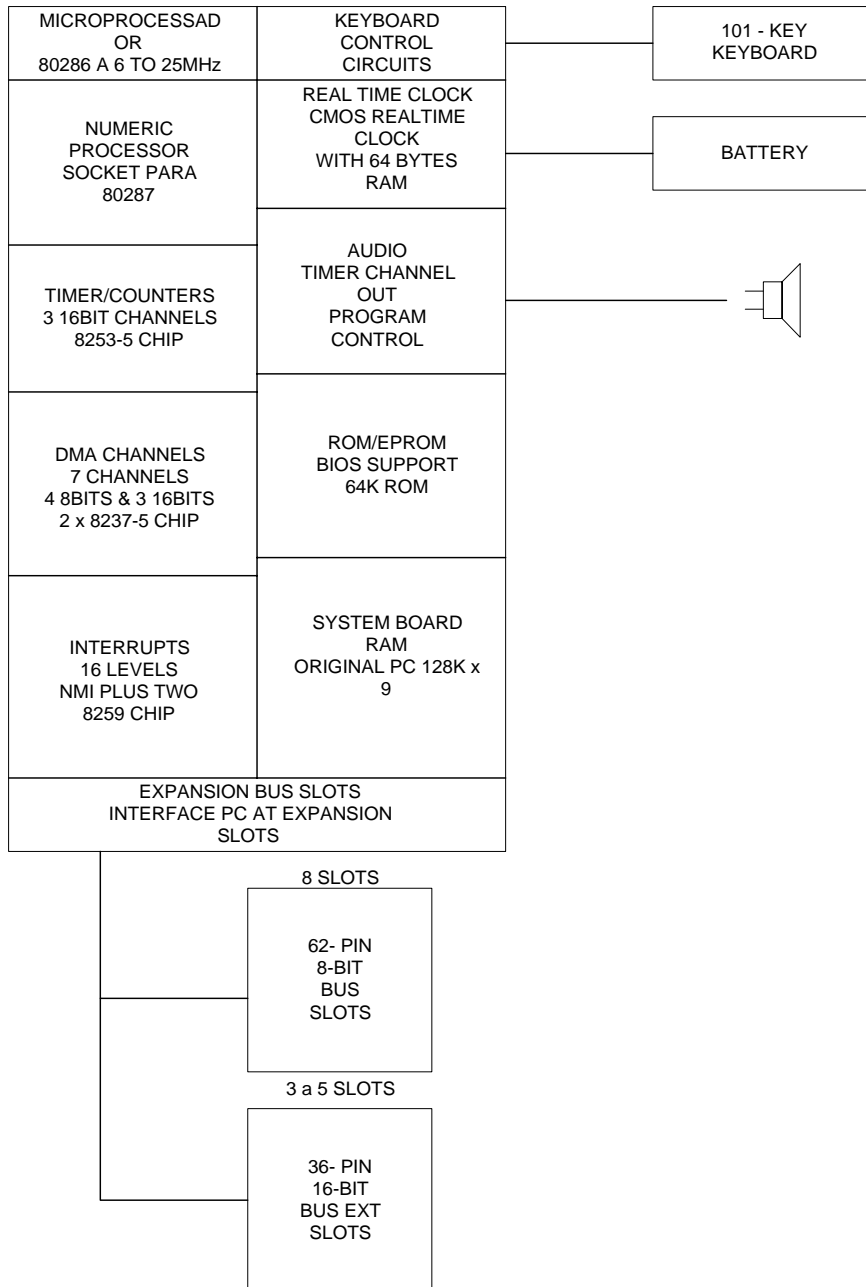 MICROPROCESSAD
OR
80286 A 6 TO 25MHz
KEYBOARD
CONTROL
CIRCUITS
101 - KEY
KEYBOARD
NUMERIC
PROCESSOR
SOCKET PARA
80287
REAL TIME CLOCK
CMOS REALTIME
CLOCK
WITH 64 BYTES
RAM
BATTERY
TIMER/COUNTERS
3 16BIT CHANNELS
8253-5 CHIP
AUDIO
TIMER CHANNEL
OUT
PROGRAM
CONTROL
DMA CHANNELS
7 CHANNELS
4 8BITS & 3 16BITS
2 x 8237-5 CHIP
ROM/EPROM
BIOS SUPPORT
64K ROM
INTERRUPTS
16 LEVELS
NMI PLUS TWO
8259 CHIP
SYSTEM BOARD
RAM
ORIGINAL PC 128K x
9
EXPANSION BUS SLOTS
INTERFACE PC AT EXPANSION
SLOTS
8 SLOTS
62- PIN
8-BIT
BUS
SLOTS
3 a 5 SLOTS
36- PIN
16-BIT
BUS EXT
SLOTS